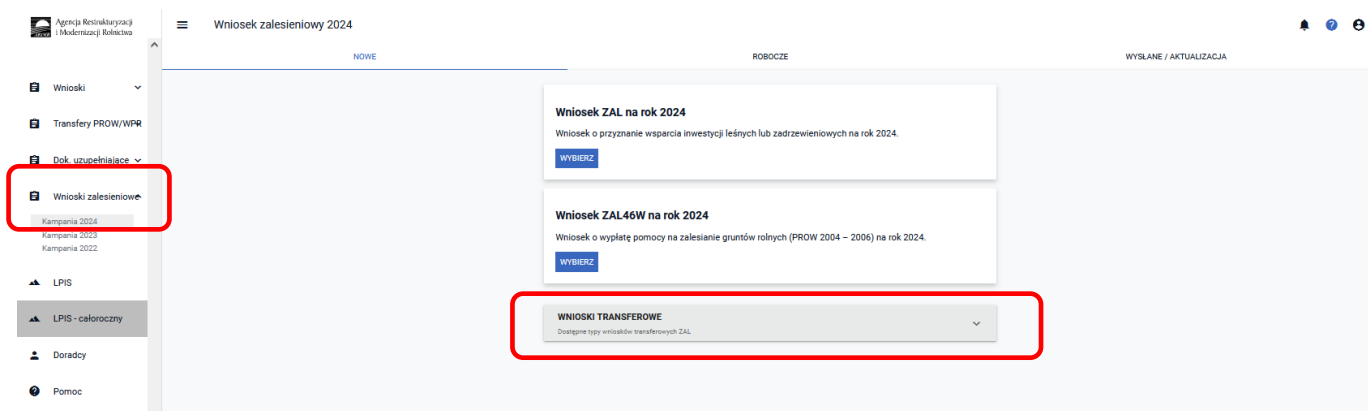 Agencja Restrukturyzacji
i Modernizacji Rolnictwa
Wniosek zalesieniowy 2024
NOWE
ROBOCZE
WYSŁANE / AKTUALIZACJA
Wnioski
Transfery PROW/WPR
Dok. uzupełniające
Wnioski zalesieniowe
Kampania 2024
Kampania 2023
Kampania 2022
LPIS
LPIS - całoroczny
Doradcy
Pomoc
Wniosek ZAL na rok 2024
Wniosek o przyznanie wsparcia inwestycji leśnych lub zadrzewieniowych na rok 2024.
WYBIERZ
Wniosek ZAL46W na rok 2024
Wniosek o wypłatę pomocy na zalesianie gruntów rolnych (PROW 2004 – 2006) na rok 2024.
WYBIERZ
WNIOSKI TRANSFEROWE
Dostępne typy wniosków transferowych ZAL